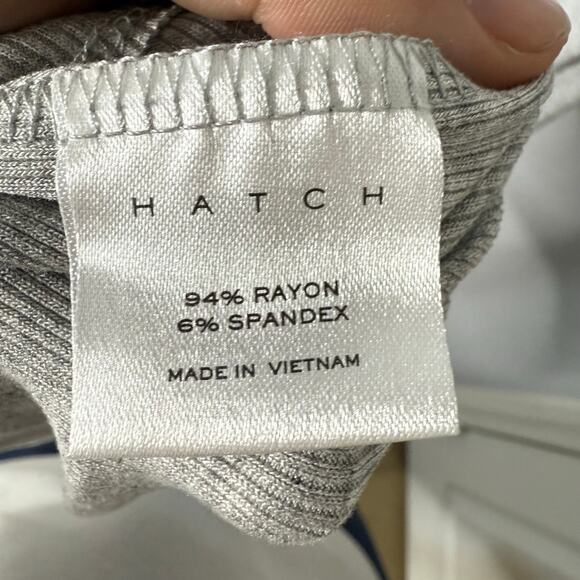 HATCH
94% RAYON
6% SPANDEX
MADE IN VIETNAM